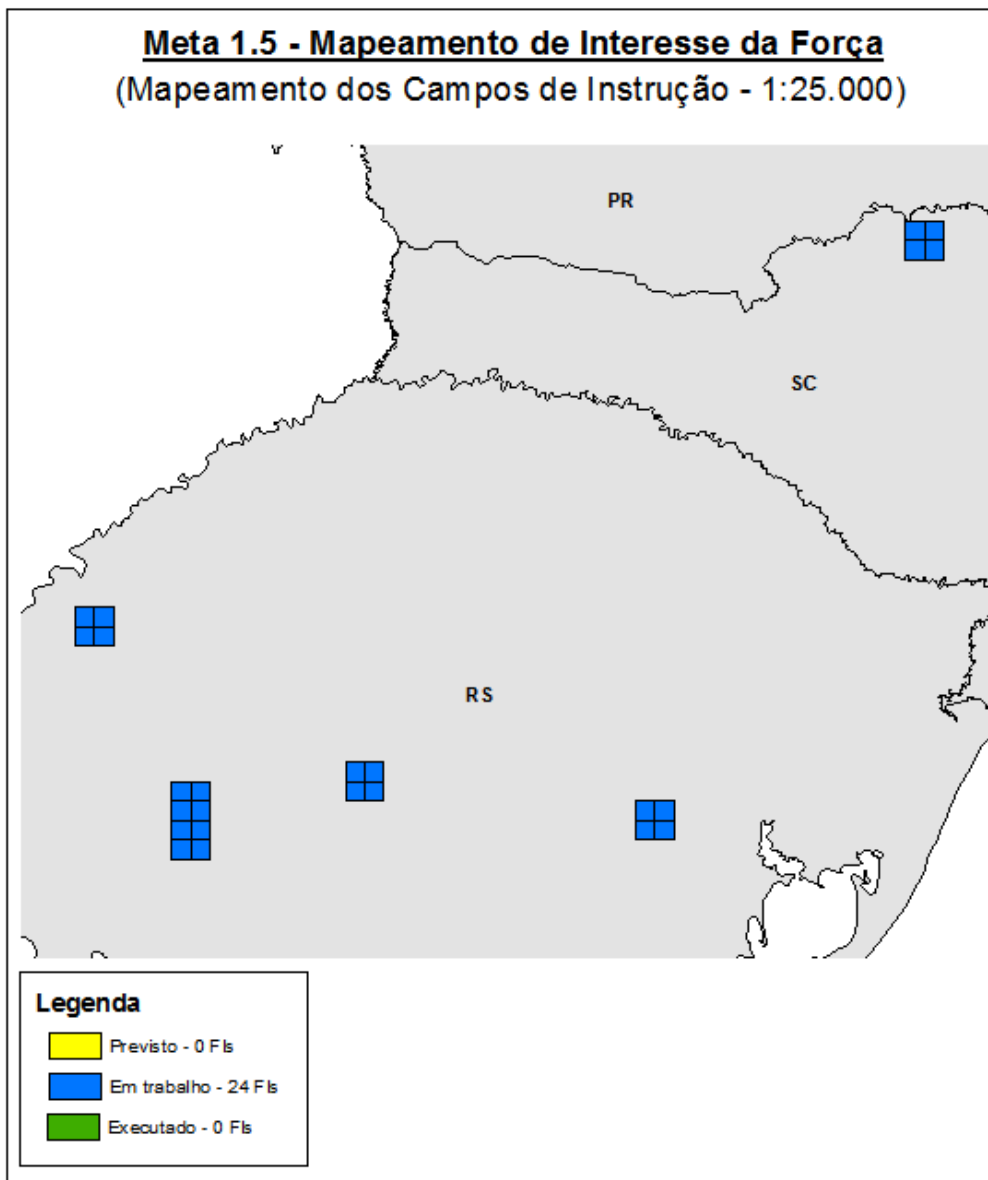 Meta 1.5 - Mapeamento de Interesse da Força
(Mapeamento dos Campos de Instrução - 1:25.000)
PR
SC
RS
Legenda
Previsto - 0 Fls
Em trabalho - 24 Fls
Executado - 0 Fls